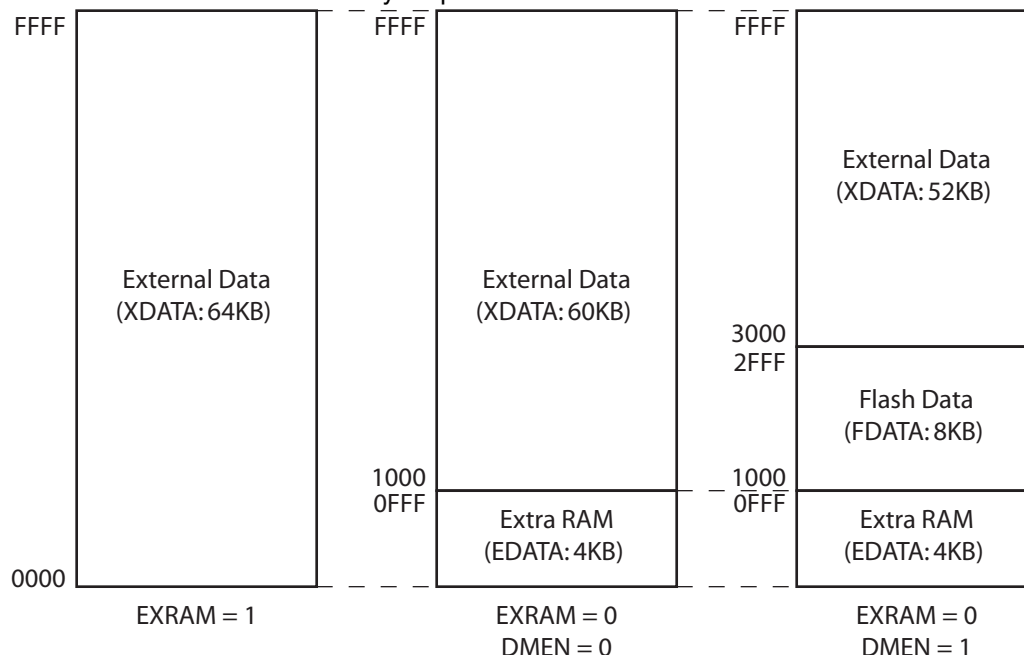 FFFF
External Data
(XDATA: 64KB)
0000
EXRAM = 1
FFFF
External Data
(XDATA: 60KB)
1000
0FFF
Extra RAM
(EDATA: 4KB)
EXRAM = 0
DMEN = 0
FFFF
External Data
(XDATA: 52KB)
3000
2FFF
Flash Data
(FDATA: 8KB)
1000
0FFF
Extra RAM
(EDATA: 4KB)
EXRAM = 0
DMEN = 1